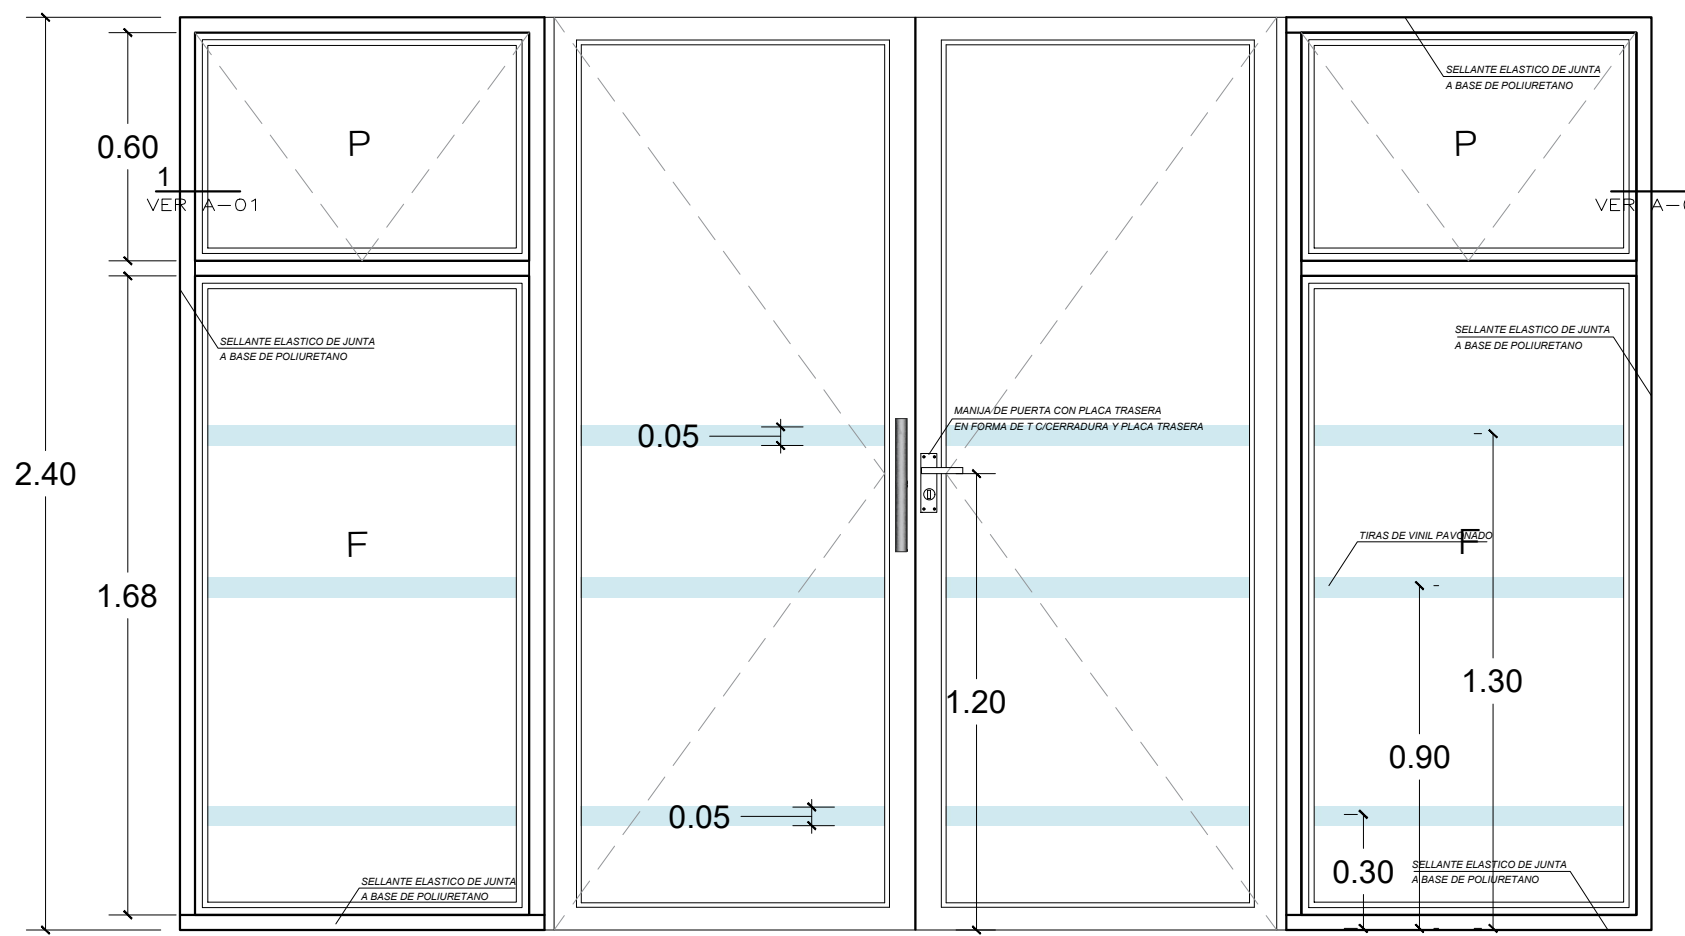 SELLANTE ELASTICO DE JUNTA
A BASE DE POLIURETANO
P
P
0.60
1
VER A-01
VER A-
SELLANTE ELASTICO DE JUNTA
A BASE DE POLIURETANO
SELLANTE ELASTICO DE JUNTA
A BASE DE POLIURETANO
MANIJA DE PUERTA CON PLACA TRASERA
EN FORMA DE T C/CERRADURA Y PLACA TRASERA
0.05
2.40
F
TIRAS DE VINIL PAVONADO
F
1.68
1.30
1.20
0.90
0.05
0.30
SELLANTE ELASTICO DE JUNTA
A BASE DE POLIURETANO
SELLANTE ELASTICO DE JUNTA
A BASE DE POLIURETANO